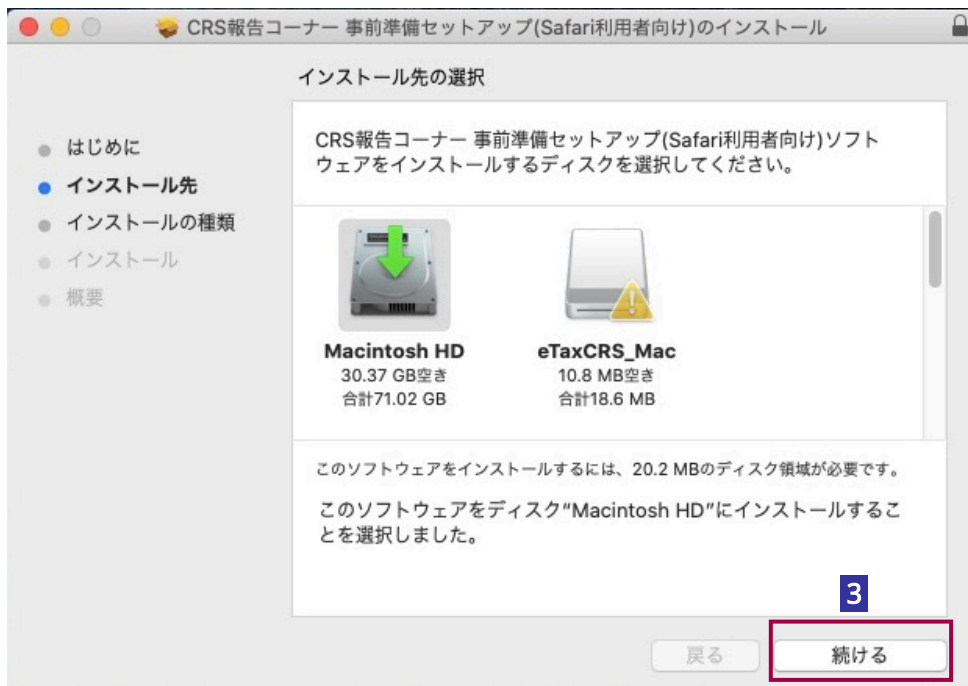 CRS報告コーナー 事前準備セットアップ(Safari利用者向け)のインストール
インストール先の選択
はじめに
インストール先
インストールの種類
インストール
概要
CRS報告コーナー 事前準備セットアップ(Safari利用者向け)ソフト
ウェアをインストールするディスクを選択してください。
Macintosh HD
30.37 GB空き
合計71.02 GB
eTaxCRS_Mac
10.8 MB空き
合計18.6 MB
このソフトウェアをインストールするには、20.2 MBのディスク領域が必要です。
このソフトウェアをディスク“Macintosh HD”にインストールするこ
とを選択しました。
3
戻る
続ける